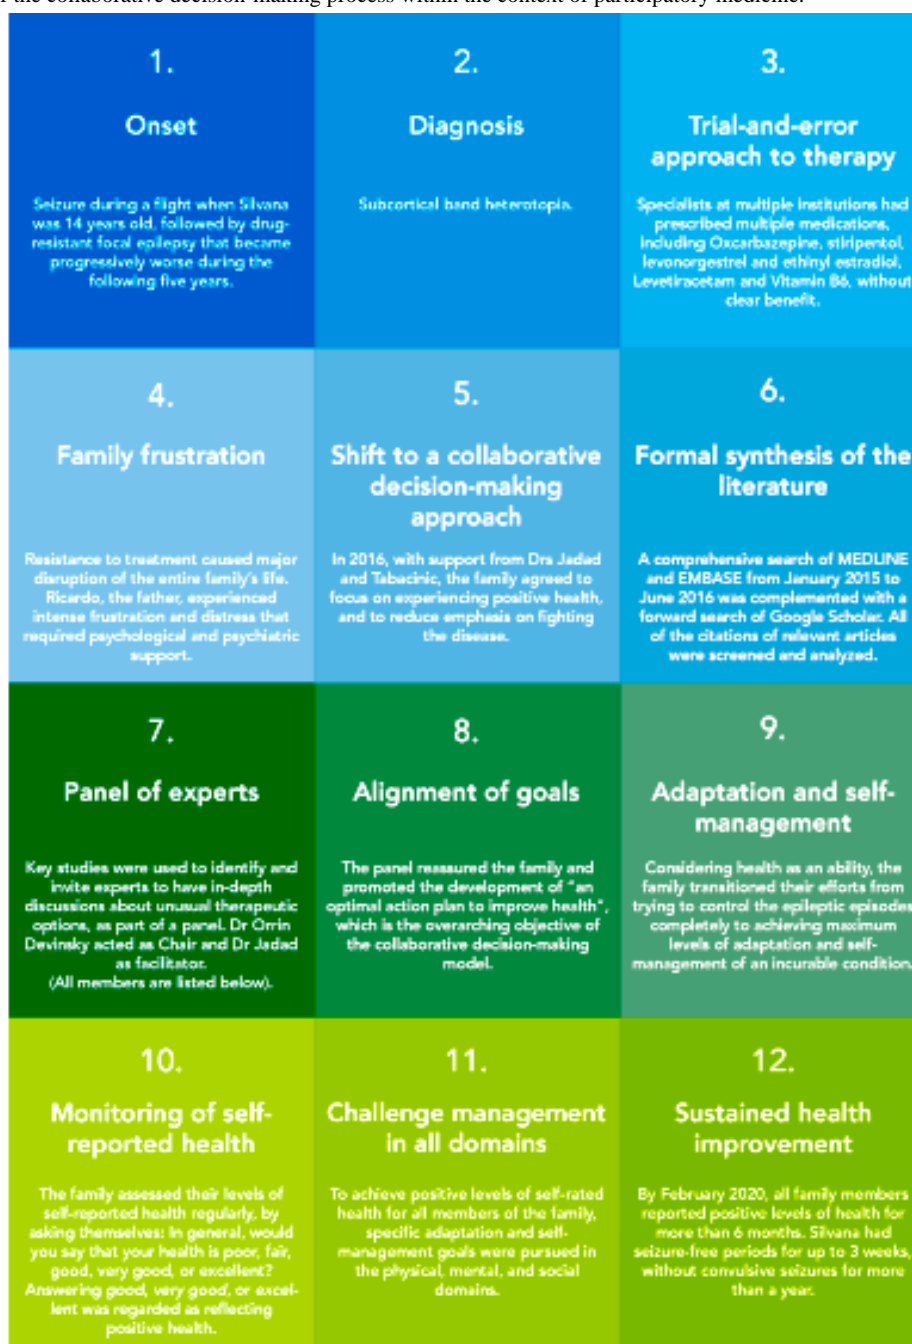 of the collaborative decision-making process within the context of participatory medicine.
1.
Onset
Seizure during a flight when Silvana
was 14 years old, followed by drug-
resistant focal epilepsy that became
progressively worse during the
following five years.
2.
Diagnosis
Subcortical band heterotopia.
3.
Trial-and-error
approach to therapy
Specialists at multiple institutions had
prescribed multiple medications,
including Oxcarbazepine, stiripentol,
levonorgestrel and ethinyl estradiol,
Levetiracetam and Vitamin B6, without
clear benefit.
4.
Family frustration
Resistance to treatment caused major
disruption of the entire family's life.
Ricardo, the father, experienced
intense frustration and distress that
required psychological and psychiatric
support.
5.
Shift to a collaborative
decision-making
approach
In 2016, with support from Drs Jadad
and Tabacinic, the family agreed to
focus on experiencing positive health,
and to reduce emphasis on fighting
the disease.
6.
Formal synthesis of the
literature
A comprehensive search of MEDLINE
and EMBASE from January 2015 to
June 2016 was complemented with a
forward search of Google Scholar. All
of the citations of relevant articles
were screened and analyzed.
7.
Panel of experts
Key studies were used to identify and
invite experts to have in-depth
discussions about unusual therapeutic
options, as part of a panel. Dr Orrin
Devinsky acted as Chair and Dr Jadad
as facilitator.
(All members are listed below).
8.
Alignment of goals
The panel reassured the family and
promoted the development of "an
optimal action plan to improve health",
which is the overarching objective of
the collaborative decision-making
model.
9.
Adaptation and self-
management
Considering health as an ability, the
family transitioned their efforts from
trying to control the epileptic episodes
completely to achieving maximum
levels of adaptation and self-
management of an incurable condition.
10.
Monitoring of self-
reported health
The family assessed their levels of
self-reported health regularly, by
asking themselves: In general, would
you say that your health is poor, fair,
good, very good, or excellent?
Answering good, very good, or excel-
lent was regarded as reflecting
positive health.
11.
Challenge management
in all domains
To achieve positive levels of self-rated
health for all members of the family,
specific adaptation and self-
management goals were pursued in
the physical, mental, and social
domains.
12.
Sustained health
improvement
By February 2020, all family members
reported positive levels of health for
more than 6 months. Silvana had
seizure-free periods for up to 3 weeks,
without convulsive seizures for more
than a year.